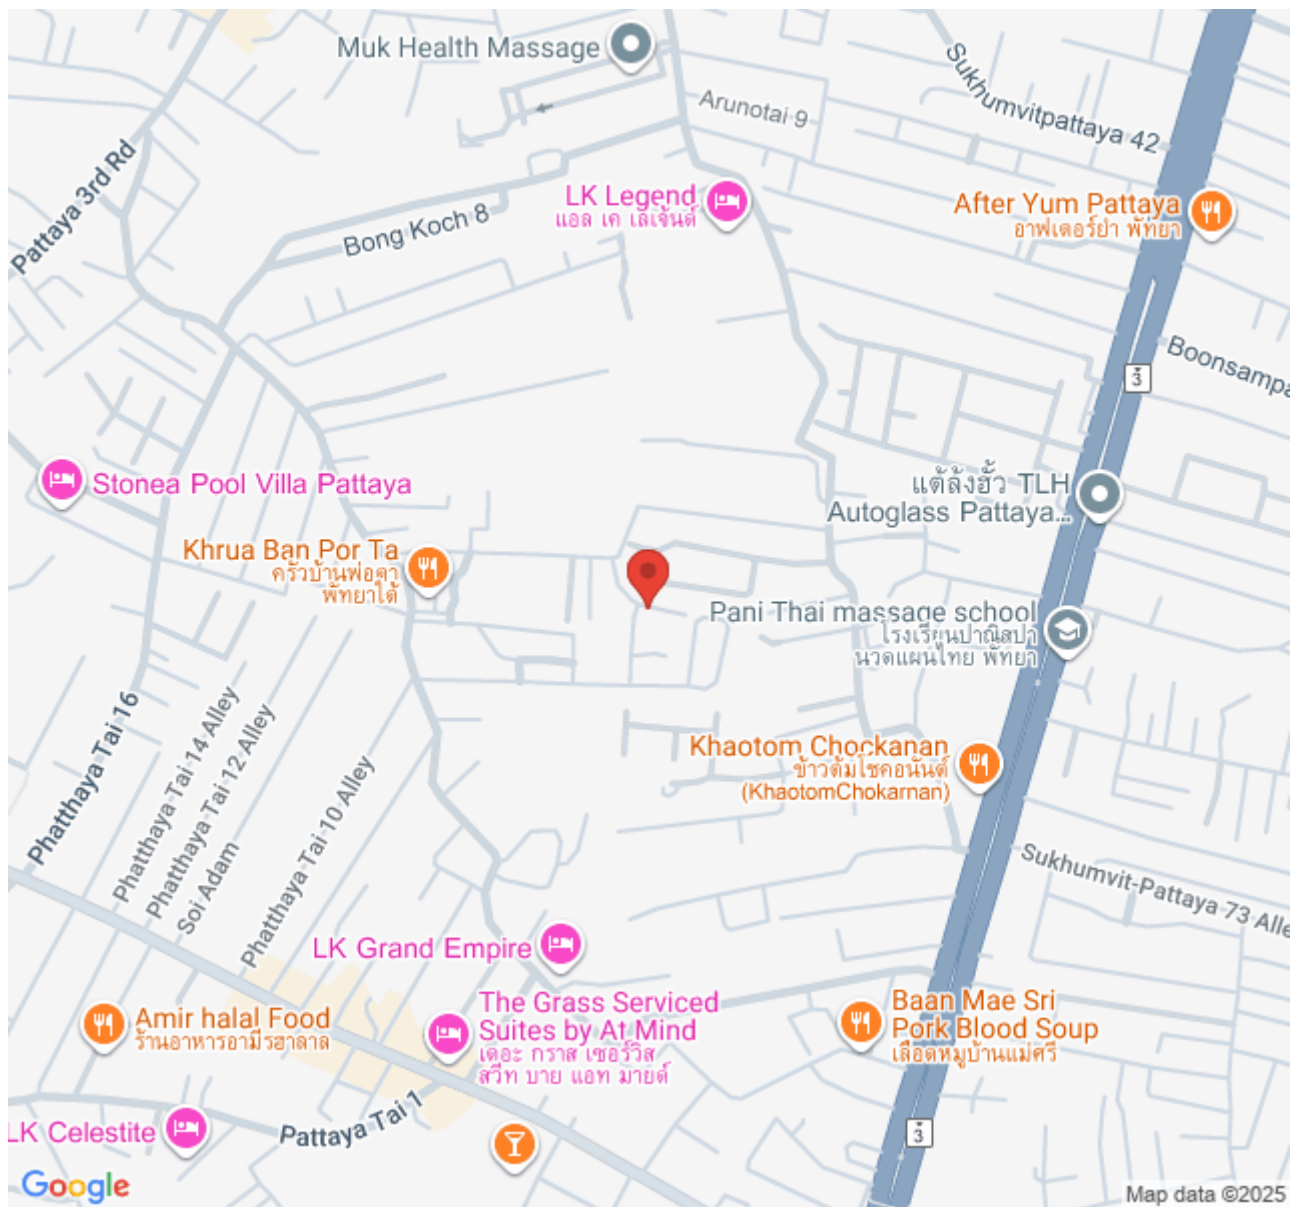 Muk Health Massage
Sukhumvitpattaya 42
Arunotai 9
Pattaya 3rd Rd
LK Legend
แอล เค เลเจ้นด์
After Yum Pattaya
อาฟเตอร์ยำ พัทยา
Bong Koch 8
Boonsampa
3
Stonea Pool Villa Pattaya
แต้ล้งฮั้ว TLH
Autoglass Pattaya...
Khrua Ban Por Ta
ครัวบ้านพ่อตา
พัทยาใต้
Pani Thai massage school
โรงเรียนปาณิสปา
นวดแผนไทย พัทยา
Phatthaya Tai 16
Phatthaya Tai 14 Alley
Phatthaya Tai 12 Alley
Soi Adam
Phatthaya Tai 10 Alley
Khaotom Chockanan
ข้าวต้มโชคอนันต์
(KhaotomChokarnan)
Sukhumvit-Pattaya 73 Alle
LK Grand Empire
Amir halal Food
ร้านอาหารอามีรฮาลาล
The Grass Serviced
Suites by At Mind
เดอะ กราส เซอร์วิส
สวีท บาย แอท มายด์
Baan Mae Sri
Pork Blood Soup
เลือดหมูบ้านแม่ศรี
LK Celestite
Pattaya Tai 1
3
Google
Map data ©2025